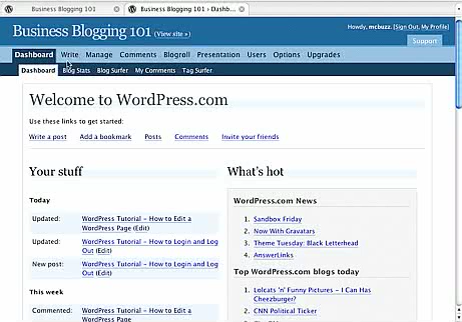 Business Blogging 101
Business Blogging 101 › Dashb...
Business Blogging 101 (View site »)
Howdy, mcbuzz. [Sign Out, My Profile]
Support
Dashboard Write Manage Comments Blogroll Presentation Users Options Upgrades
Dashboard Blog Stats Blog Surfer My Comments Tag Surfer
Welcome to WordPress.com
Use these links to get started:
Write a post Add a bookmark Posts Comments Invite your friends
Your stuff
Today
Updated: WordPress Tutorial – How to Edit a
WordPress Page (Edit)
Updated: WordPress Tutorial – How to Login and Log
Out (Edit)
New post: WordPress Tutorial – How to Login and Log
Out (Edit)
This week
Commented: WordPress Tutorial – How to Edit a
WordPress Page
What's hot
WordPress.com News
1. Sandbox Friday
2. Now With Gravatars
3. Theme Tuesday: Black Letterhead
4. AnswerLinks
Top WordPress.com blogs today
1. Lolcats 'n' Funny Pictures – I Can Has
Cheezburger?
2. CNN Political Ticker